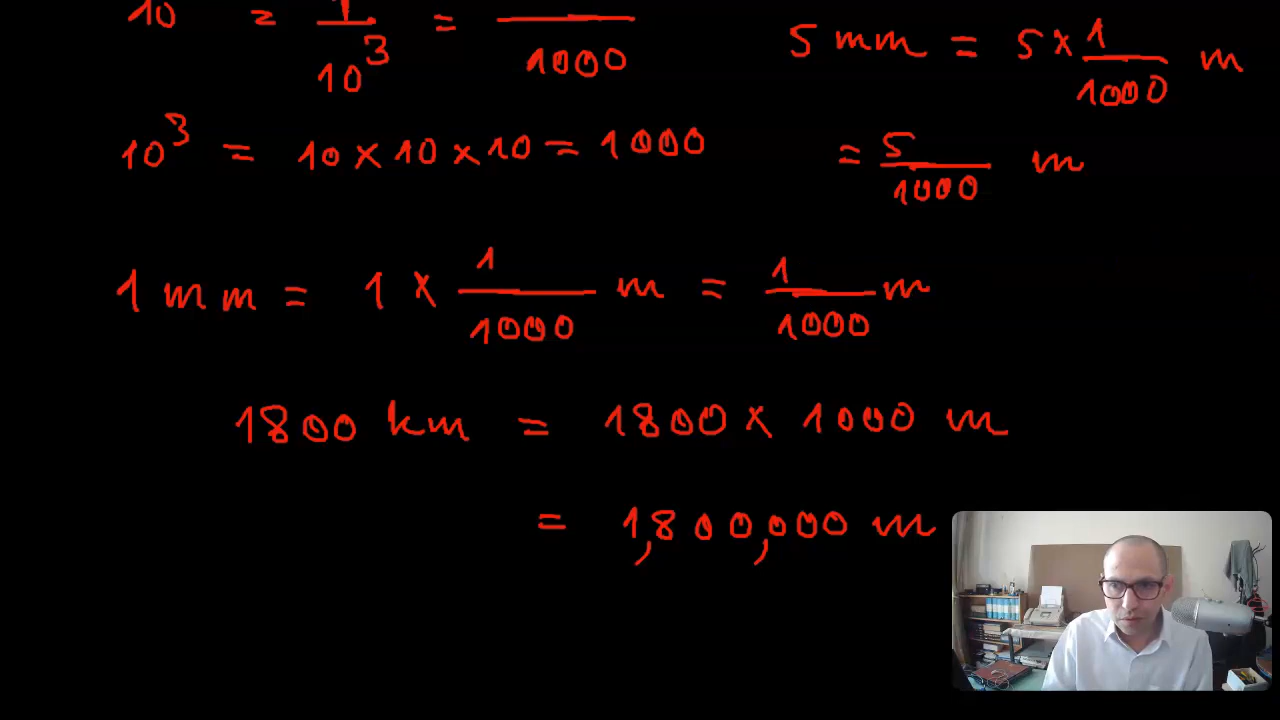 10 = 1/10³ = /1000
5 mm = 5 × 1/1000 m
10³ = 10 × 10 × 10 = 1000
= 5/1000 m
1 mm = 1 × 1/1000 m = 1/1000 m
1800 km = 1800 × 1000 m
= 1,800,000 m